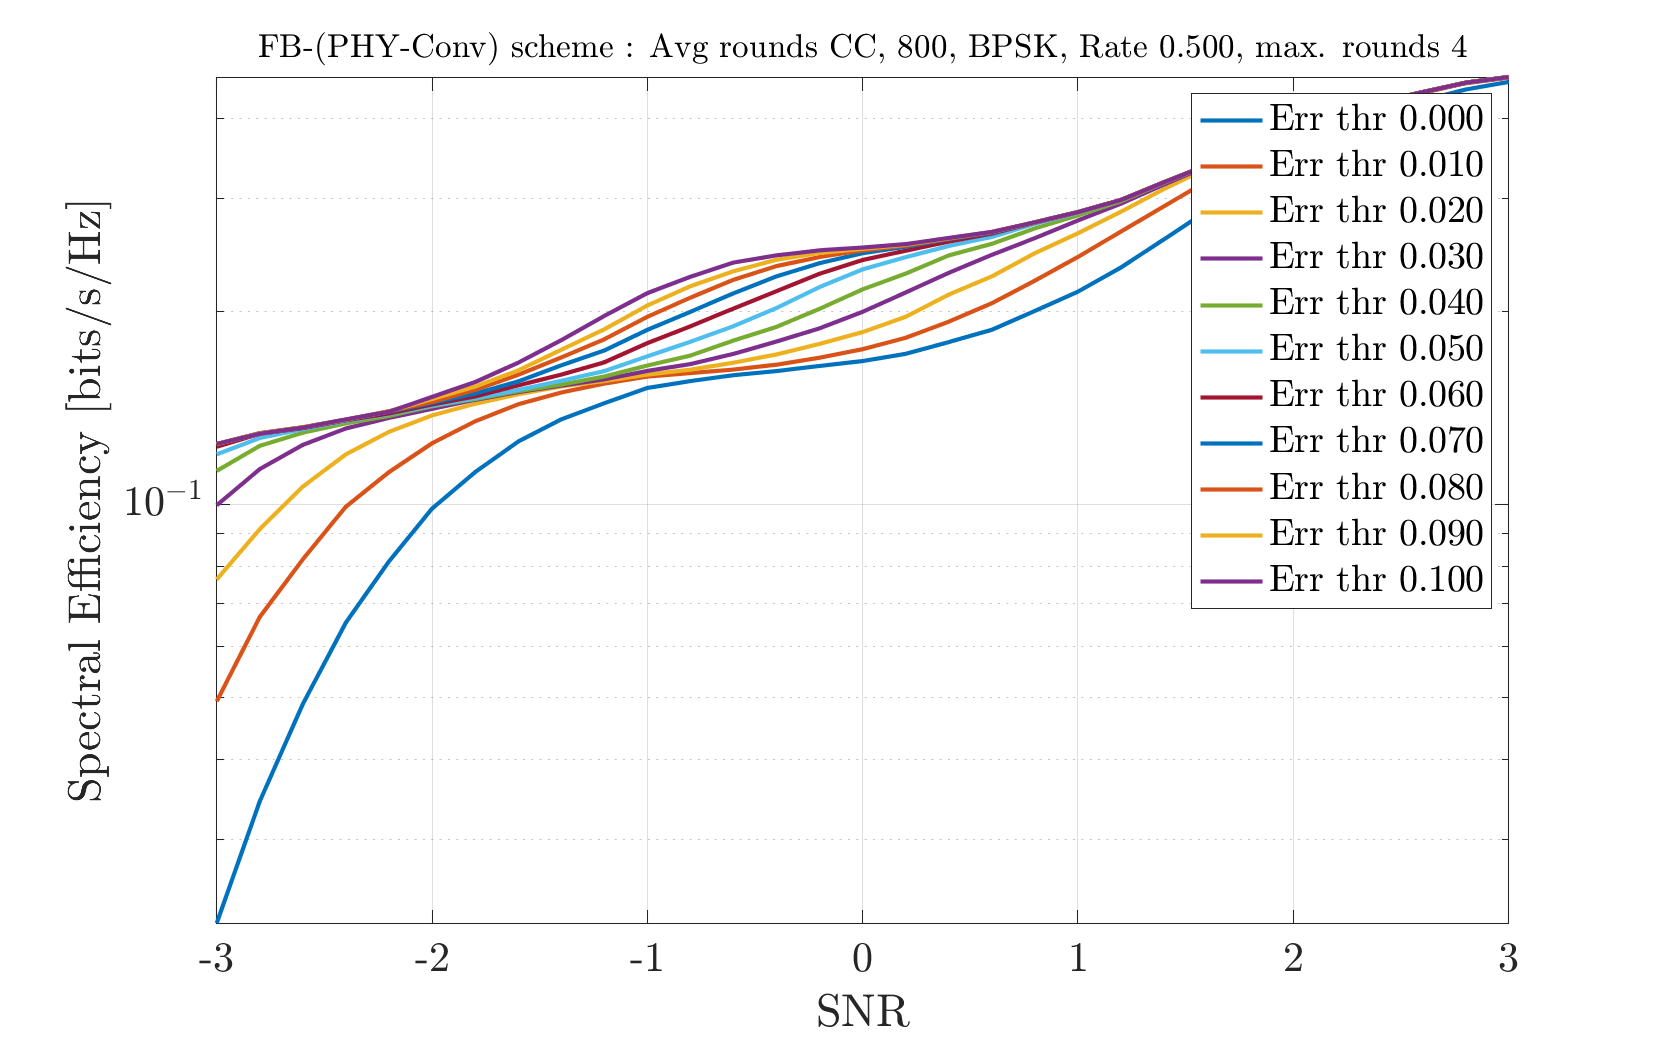 FB-(PHY-Conv) scheme : Avg rounds CC, 800, BPSK, Rate 0.500, max. rounds 4
Spectral Efficiency [bits/s/Hz]
10⁻¹
Err thr 0.000
Err thr 0.010
Err thr 0.020
Err thr 0.030
Err thr 0.040
Err thr 0.050
Err thr 0.060
Err thr 0.070
Err thr 0.080
Err thr 0.090
Err thr 0.100
-3 -2 -1 0 1 2 3
SNR